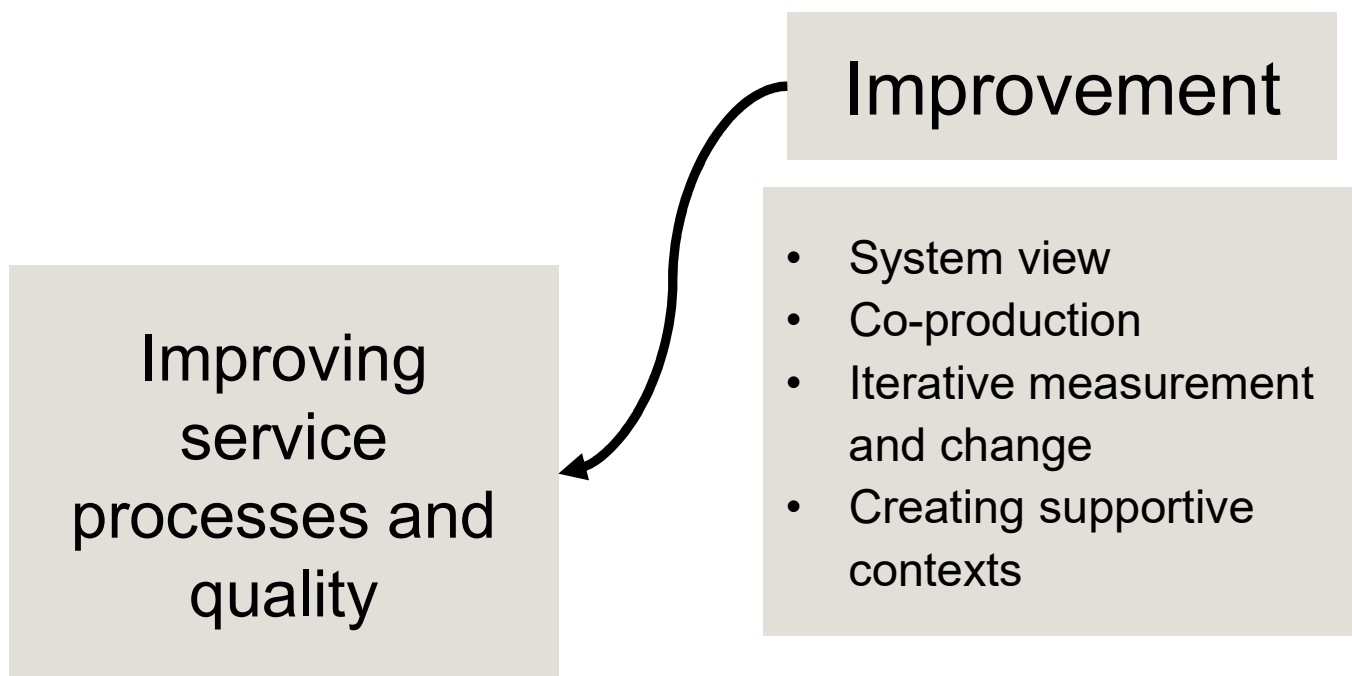 Improvement
• System view
• Co-production
• Iterative measurement
and change
• Creating supportive
contexts
Improving
service
processes and
quality